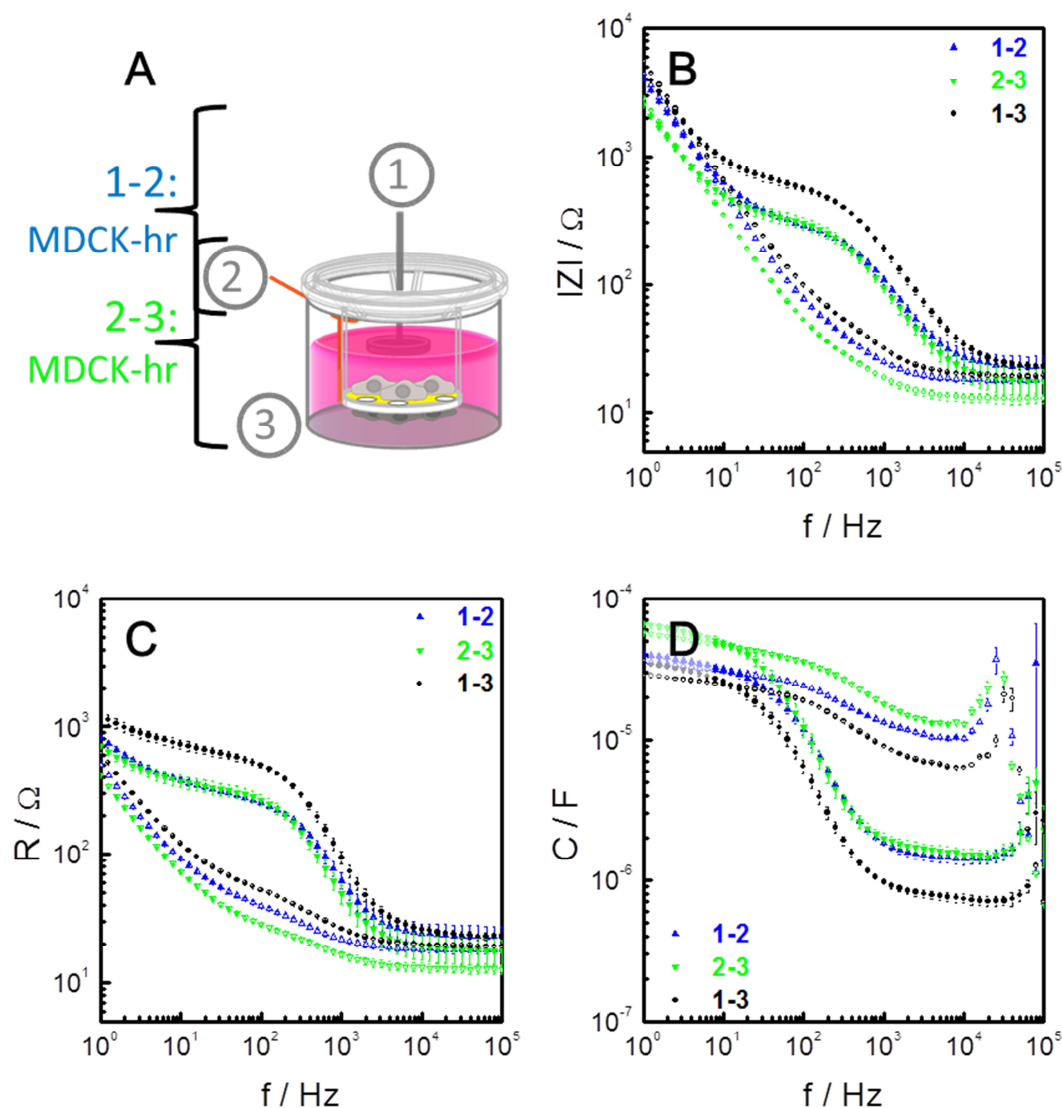 A
1-2:
MDCK-hr
2-3:
MDCK-hr
1
2
3
B
1-2
2-3
1-3
10⁴
10³
10²
10¹
IZI / Ω
10⁰ 10¹ 10² 10³ 10⁴ 10⁵
f / Hz
C
1-2
2-3
1-3
10⁴
10³
10²
10¹
R / Ω
10⁰ 10¹ 10² 10³ 10⁴ 10⁵
f / Hz
D
1-2
2-3
1-3
10⁻⁴
10⁻⁵
10⁻⁶
10⁻⁷
C / F
10⁰ 10¹ 10² 10³ 10⁴ 10⁵
f / Hz